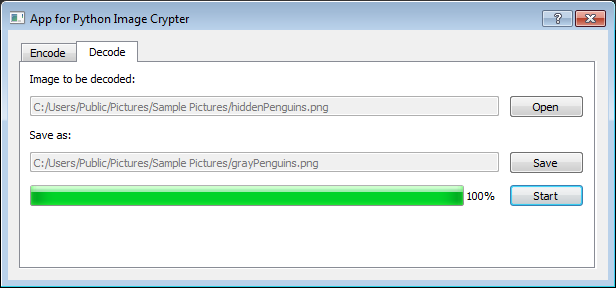 App for Python Image Crypter
Encode Decode
Image to be decoded:
C:/Users/Public/Pictures/Sample Pictures/hiddenPenguins.png Open
Save as:
C:/Users/Public/Pictures/Sample Pictures/grayPenguins.png Save
100% Start